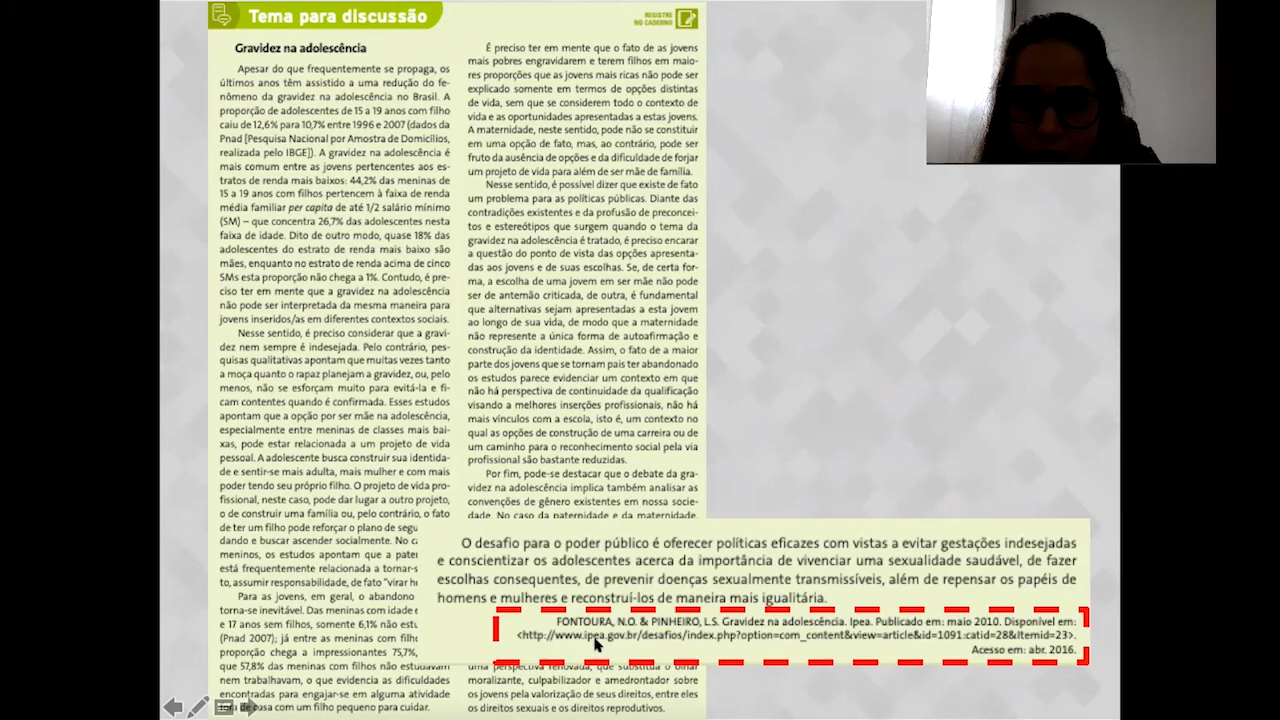 Tema para discussão
REGISTRE
NO CADERNO
Gravidez na adolescência
Apesar do que frequentemente se propaga, os
últimos anos têm assistido a uma redução do fe-
nômeno da gravidez na adolescência no Brasil. A
proporção de adolescentes de 15 a 19 anos com filho
caiu de 12,6% para 10,7% entre 1996 e 2007 (dados da
Pnad [Pesquisa Nacional por Amostra de Domicílios,
realizada pelo IBGE]). A gravidez na adolescência é
mais comum entre as jovens pertencentes aos es-
tratos de renda mais baixos: 44,2% das meninas de
15 a 19 anos com filhos pertencem à faixa de renda
média familiar per capita de até 1/2 salário mínimo
(SM) – que concentra 26,7% das adolescentes nesta
faixa de idade. Dito de outro modo, quase 18% das
adolescentes do estrato de renda mais baixo são
mães, enquanto no estrato de renda acima de cinco
SMs esta proporção não chega a 1%. Contudo, é pre-
ciso ter em mente que a gravidez na adolescência
não pode ser interpretada da mesma maneira para
jovens inseridos/as em diferentes contextos sociais.
Nesse sentido, é preciso considerar que a gravi-
dez nem sempre é indesejada. Pelo contrário, pes-
quisas qualitativas apontam que muitas vezes tanto
a moça quanto o rapaz planejam a gravidez, ou, pelo
menos, não se esforçam muito para evitá-la e fi-
cam contentes quando é confirmada. Esses estudos
apontam que a opção por ser mãe na adolescência,
especialmente entre meninas de classes mais bai-
xas, pode estar relacionada a um projeto de vida
pessoal. A adolescente busca construir sua identida-
de e sentir-se mais adulta, mais mulher e com mais
poder tendo seu próprio filho. O projeto de vida pro-
fissional, neste caso, pode dar lugar a outro projeto,
o de construir uma família ou, pelo contrário, o fato
de ter um filho pode reforçar o plano de segu
dando e buscar ascender socialmente. No ca
meninos, os estudos apontam que a pater
está frequentemente relacionada a tornar-s
to, assumir responsabilidade, de fato "virar h
Para as jovens, em geral, o abandono
torna-se inevitável. Das meninas com idade e
e 17 anos sem filhos, somente 6,1% não estu
(Pnad 2007); já entre as meninas com filho
proporção chega a impressionantes 75,7%,
que 57,8% das meninas com filhos não estudavam
nem trabalhavam, o que evidencia as dificuldades
encontradas para engajar-se em alguma atividade
fora de casa com um filho pequeno para cuidar.
É preciso ter em mente que o fato de as jovens
mais pobres engravidarem e terem filhos em maio-
res proporções que as jovens mais ricas não pode ser
explicado somente em termos de opções distintas
de vida, sem que se considerem todo o contexto de
vida e as oportunidades apresentadas a estas jovens.
A maternidade, neste sentido, pode não se constituir
em uma opção de fato, mas, ao contrário, pode ser
fruto da ausência de opções e da dificuldade de forjar
um projeto de vida para além de ser mãe de família.
Nesse sentido, é possível dizer que existe de fato
um problema para as políticas públicas. Diante das
contradições existentes e da profusão de preconcei-
tos e estereótipos que surgem quando o tema da
gravidez na adolescência é tratado, é preciso encarar
a questão do ponto de vista das opções apresenta-
das aos jovens e de suas escolhas. Se, de certa for-
ma, a escolha de uma jovem em ser mãe não pode
ser de antemão criticada, de outra, é fundamental
que alternativas sejam apresentadas a esta jovem
ao longo de sua vida, de modo que a maternidade
não represente a única forma de autoafirmação e
construção da identidade. Assim, o fato de a maior
parte dos jovens que se tornam pais ter abandonado
os estudos parece evidenciar um contexto em que
não há perspectiva de continuidade da qualificação
visando a melhores inserções profissionais, não há
mais vínculos com a escola, isto é, um contexto no
qual as opções de construção de uma carreira ou de
um caminho para o reconhecimento social pela via
profissional são bastante reduzidas.
Por fim, pode-se destacar que o debate da gra-
videz na adolescência implica também analisar as
convenções de gênero existentes em nossa socie-
dade. No caso da paternidade e da maternidade,
O desafio para o poder público é oferecer políticas eficazes com vistas a evitar gestações indesejadas
e conscientizar os adolescentes acerca da importância de vivenciar uma sexualidade saudável, de fazer
escolhas consequentes, de prevenir doenças sexualmente transmissíveis, além de repensar os papéis de
homens e mulheres e reconstruí-los de maneira mais igualitária.
FONTOURA, N.O. & PINHEIRO, L.S. Gravidez na adolescência. Ipea. Publicado em: maio 2010. Disponível em:
<http://www.ipea.gov.br/desafios/index.php?option=com_content&view=article&id=1091:catid=28&Itemid=23>.
Acesso em: abr. 2016.
uma perspectiva renovada, que substitua o olhar
moralizante, culpabilizador e amedrontador sobre
os jovens pela valorização de seus direitos, entre eles
os direitos sexuais e os direitos reprodutivos.